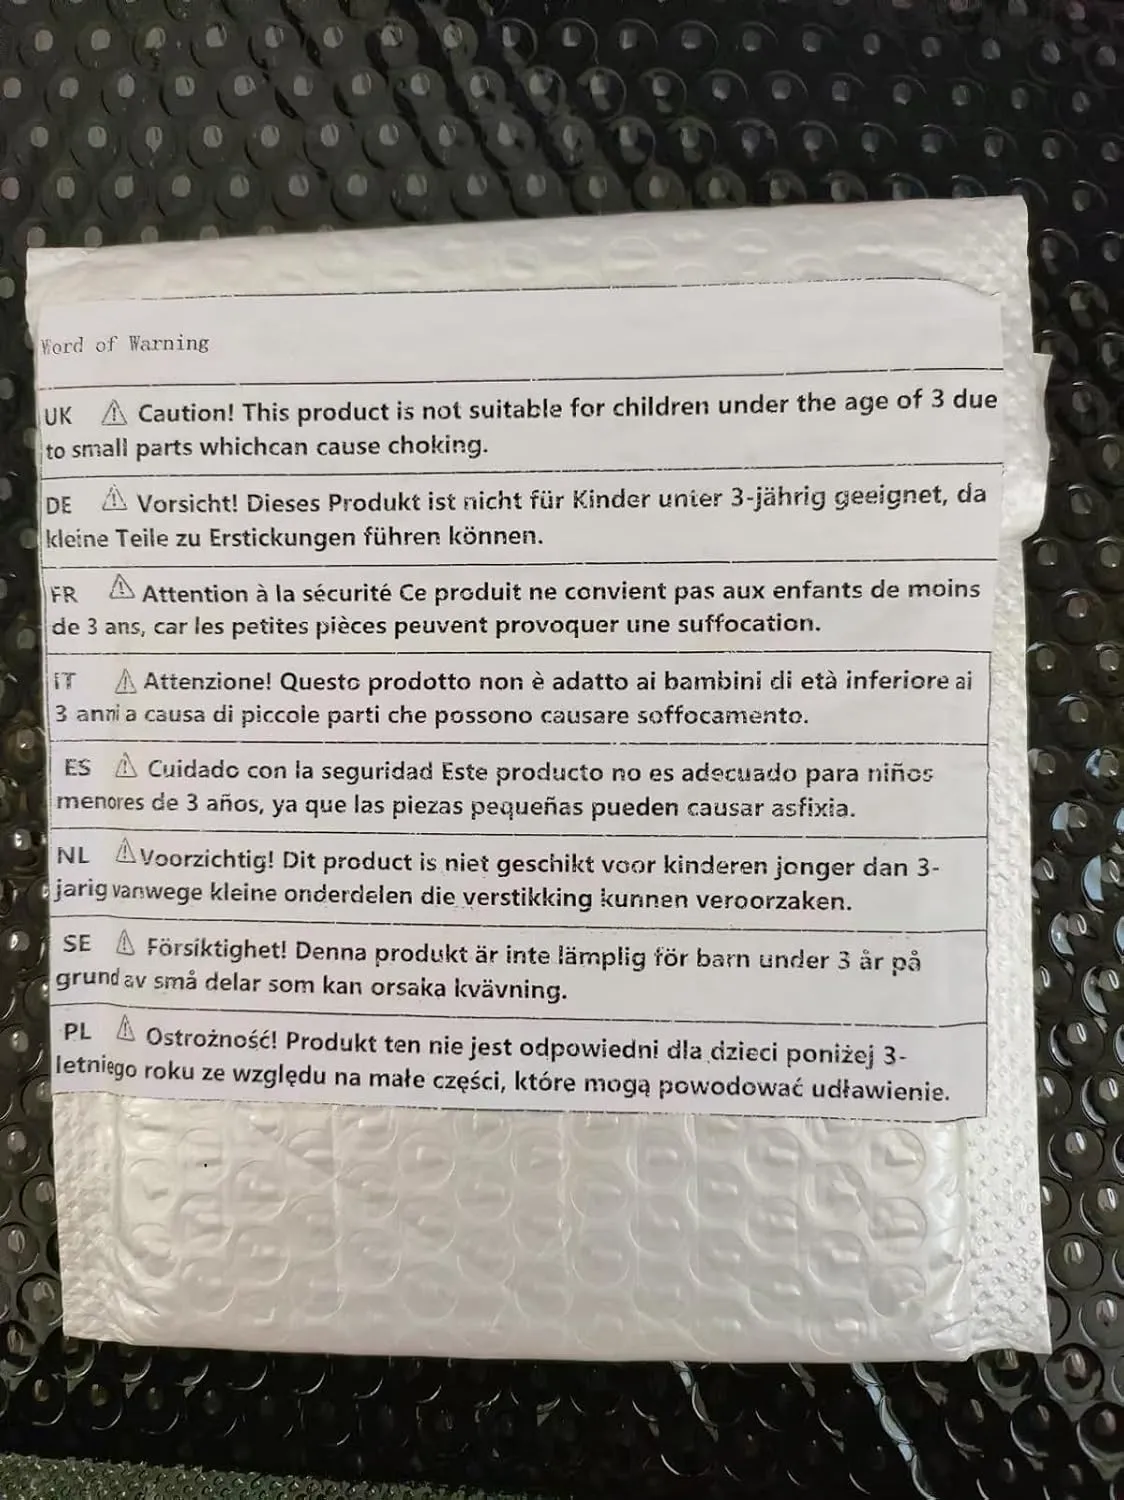 Word of Warning
UK ⚠ Caution! This product is not suitable for children under the age of 3 due
to small parts whichcan cause choking.
DE ⚠ Vorsicht! Dieses Produkt ist nicht für Kinder unter 3-jährig geeignet, da
kleine Teile zu Erstickungen führen können.
FR ⚠ Attention à la sécurité Ce produit ne convient pas aux enfants de moins
de 3 ans, car les petites pièces peuvent provoquer une suffocation.
IT ⚠ Attenzione! Questo prodotto non è adatto ai bambini di età inferiore ai
3 anni a causa di piccole parti che possono causare soffocamento.
ES ⚠ Cuidado con la seguridad Este producto no es adecuado para niños
menores de 3 años, ya que las piezas pequeñas pueden causar asfixia.
NL ⚠ Voorzichtig! Dit product is niet geschikt voor kinderen jonger dan 3-
jarig vanwege kleine onderdelen die verstikking kunnen veroorzaken.
SE ⚠ Försiktighet! Denna produkt är inte lämplig för barn under 3 år på
grund av små delar som kan orsaka kvävning.
PL ⚠ Ostrożność! Produkt ten nie jest odpowiedni dla dzieci poniżej 3-
letniego roku ze względu na małe części, które mogą powodować udławienie.